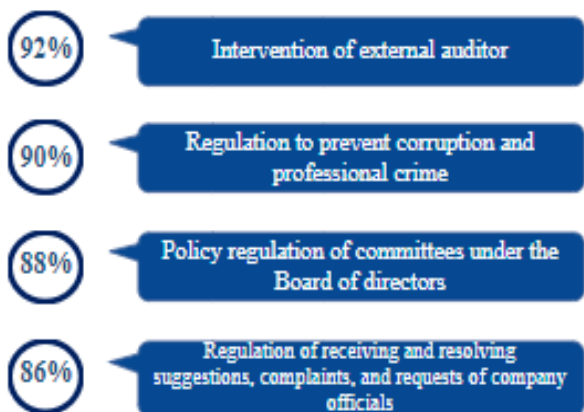 92%
Intervention of external auditor
90%
Regulation to prevent corruption and
professional crime
88%
Policy regulation of committees under the
Board of directors
86%
Regulation of receiving and resolving
suggestions, complaints, and requests of company
officials